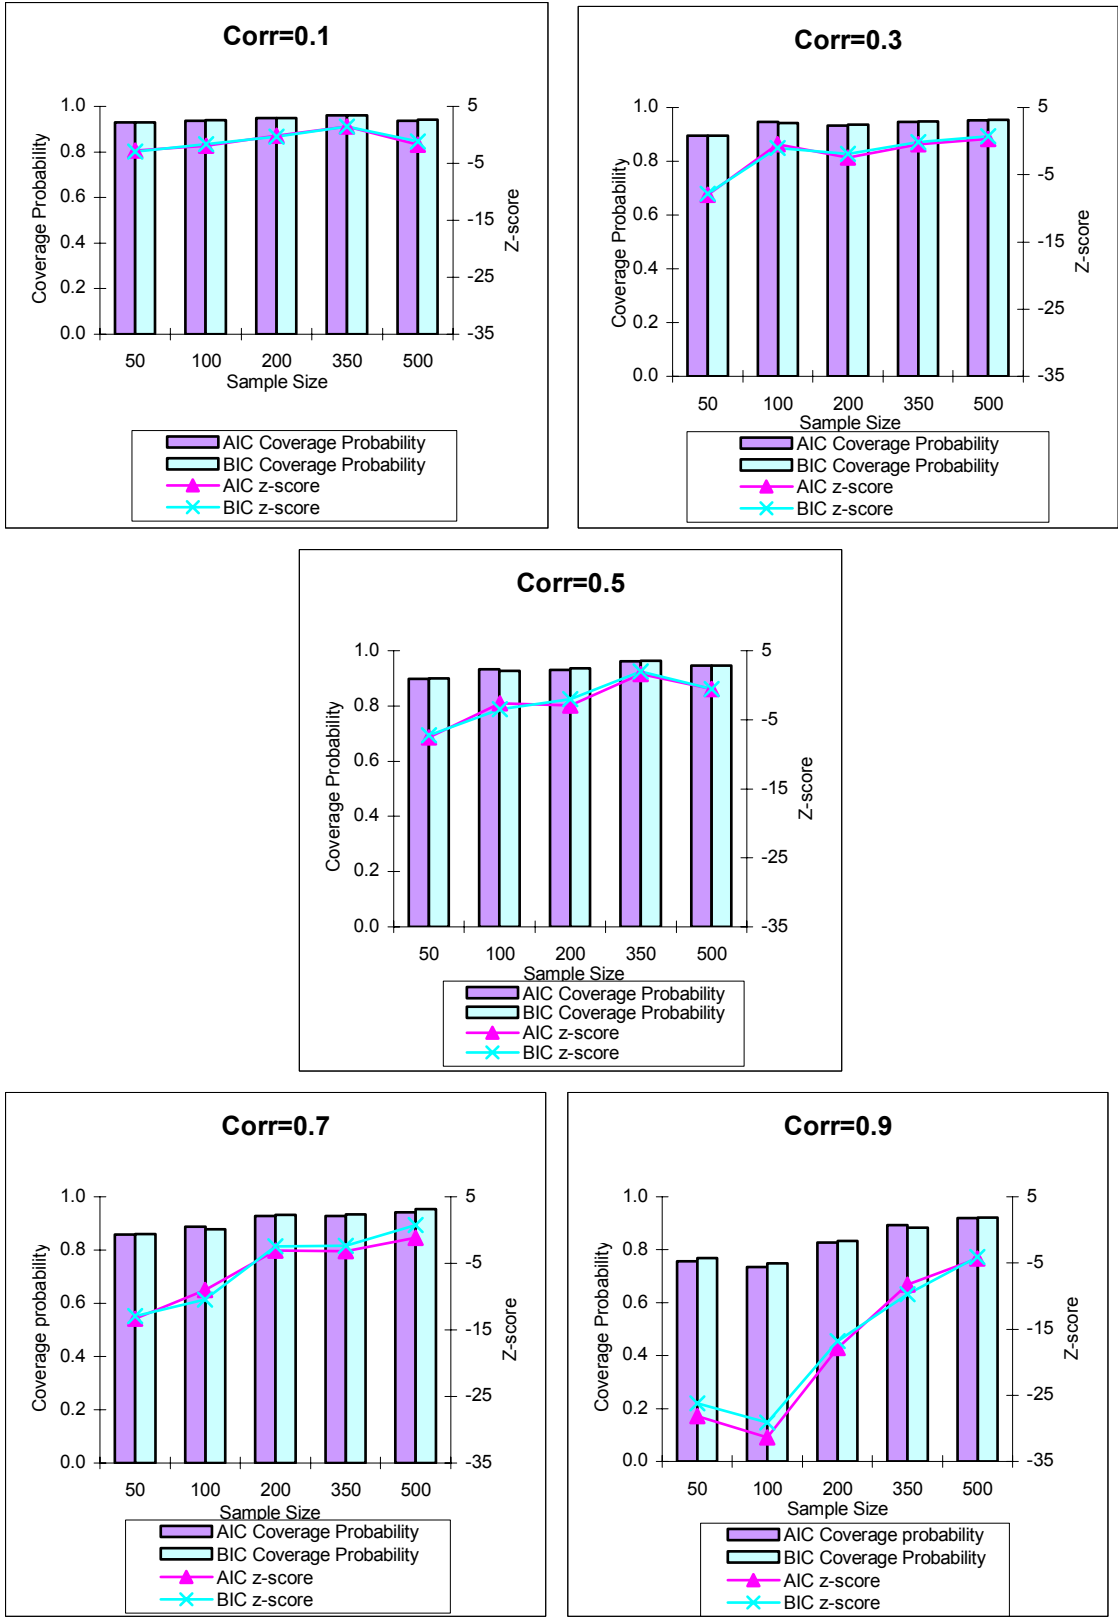 Corr=0.1
Coverage Probability
1.0
0.8
0.6
0.4
0.2
0.0
5
-5
-15
-25
-35
Z-score
50 100 200 350 500
Sample Size
AIC Coverage Probability
BIC Coverage Probability
AIC z-score
BIC z-score
Corr=0.3
Coverage Probability
1.0
0.8
0.6
0.4
0.2
0.0
5
-5
-15
-25
-35
Z-score
50 100 200 350 500
Sample Size
AIC Coverage Probability
BIC Coverage Probability
AIC z-score
BIC z-score
Corr=0.5
Coverage Probability
1.0
0.8
0.6
0.4
0.2
0.0
5
-5
-15
-25
-35
Z-score
50 100 200 350 500
Sample Size
AIC Coverage Probability
BIC Coverage Probability
AIC z-score
BIC z-score
Corr=0.7
Coverage probability
1.0
0.8
0.6
0.4
0.2
0.0
5
-5
-15
-25
-35
Z-score
50 100 200 350 500
Sample Size
AIC Coverage Probability
BIC Coverage Probability
AIC z-score
BIC z-score
Corr=0.9
Coverage Probability
1.0
0.8
0.6
0.4
0.2
0.0
5
-5
-15
-25
-35
Z-score
50 100 200 350 500
Sample Size
AIC Coverage probability
BIC Coverage Probability
AIC z-score
BIC z-score